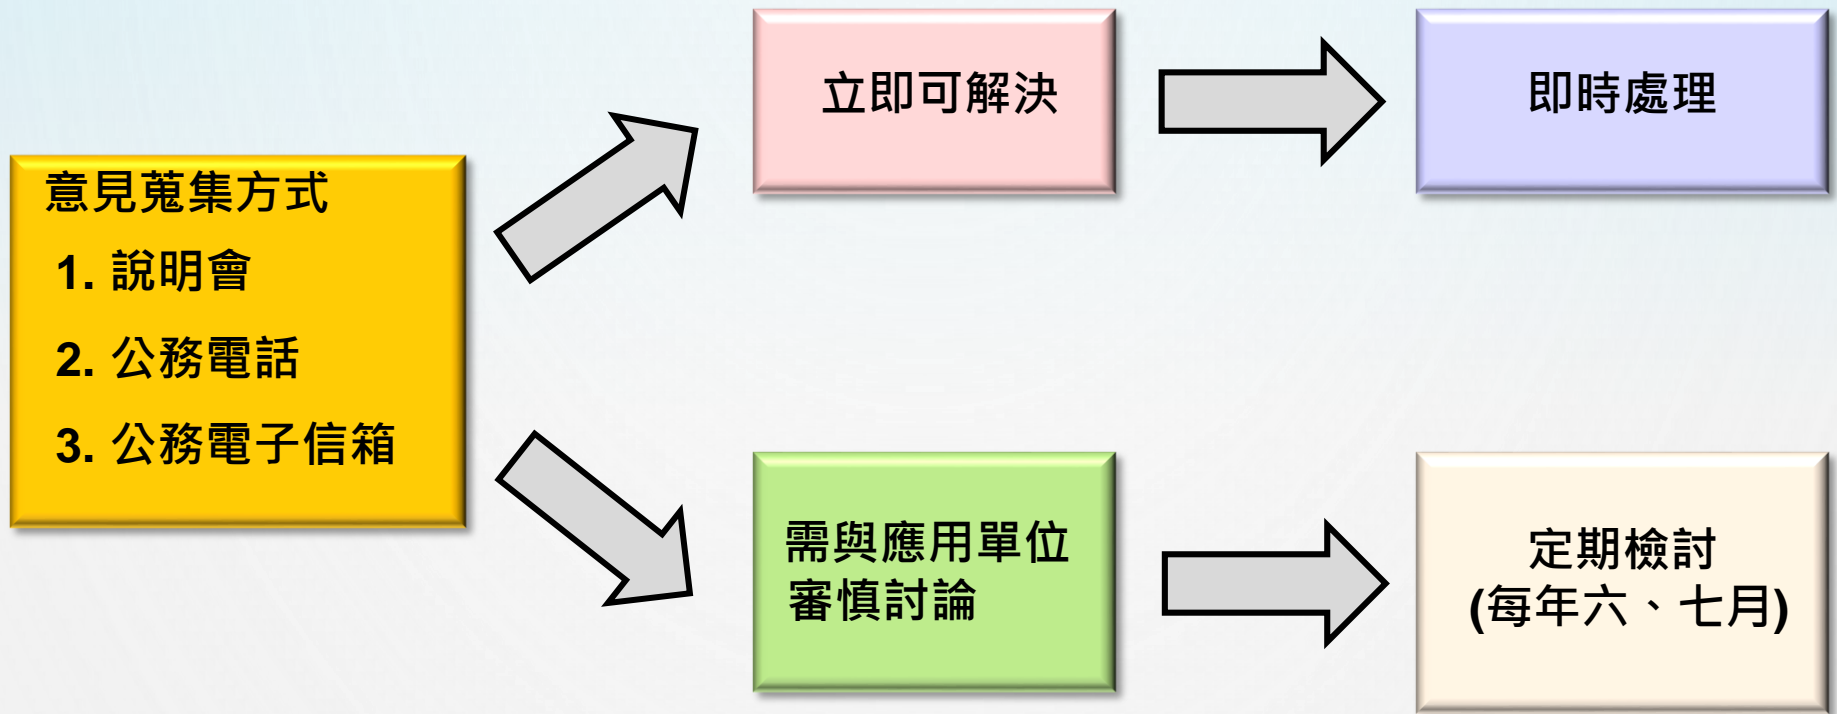 意見蒐集方式
1. 說明會
2. 公務電話
3. 公務電子信箱
立即可解決
即時處理
需與應用單位
審慎討論
定期檢討
(每年六、七月)